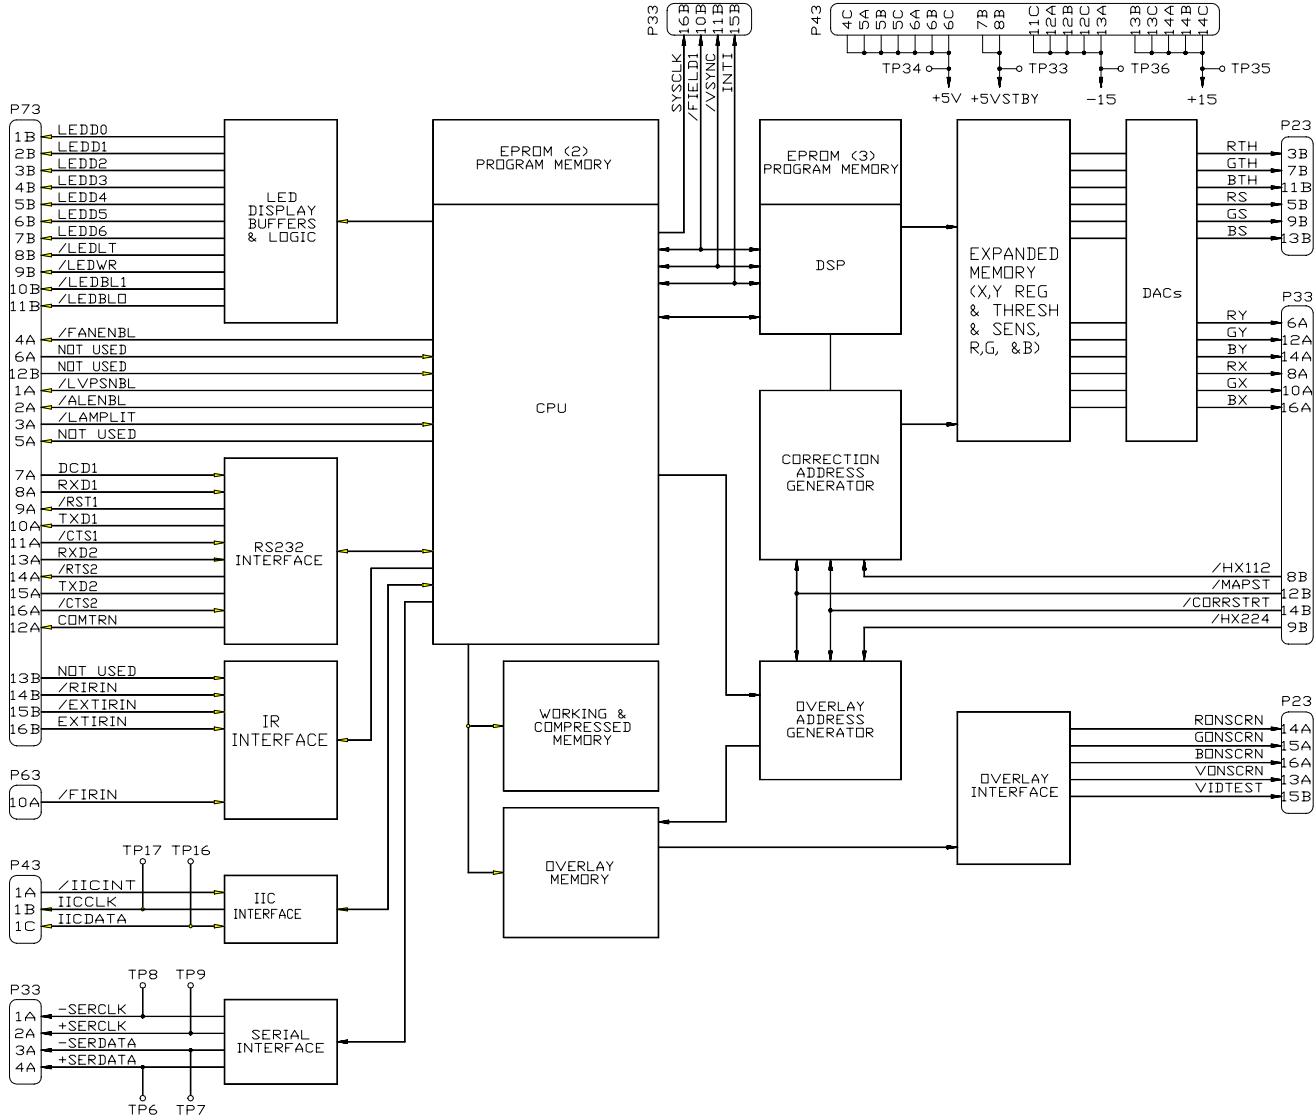 P33
16B
10B
11B
15B
SYSCLK
/FIELD1
/VSYNC
INTI
P43
4C
5A
5B
5C
6A
6B
6C
7B
8B
11C
12A
12B
12C
13A
13B
13C
14A
14B
14C
TP34
TP33
TP36
TP35
+5V
+5VSTBY
-15
+15
P73
1B LEDD0
2B LEDD1
3B LEDD2
4B LEDD3
5B LEDD4
6B LEDD5
7B LEDD6
8B /LEDLT
9B /LEDWR
10B /LEDBL1
11B /LEDBLO
4A /FANENBL
6A NOT USED
12B NOT USED
1A /LVPSNBL
2A /ALENBL
3A /LAMPLIT
5A NOT USED
7A DCD1
8A RXD1
9A /RST1
10A TXD1
11A /CTS1
13A RXD2
14A /RTS2
15A TXD2
16A /CTS2
12A COMTRN
13B NOT USED
14B /RIRIN
15B /EXTIRIN
16B EXTIRIN
P63
10A /FIRIN
P43
TP17
TP16
1A /IICINT
1B IICCLK
1C IICDATA
P33
TP8
TP9
1A -SERCLK
2A +SERCLK
3A -SERDATA
4A +SERDATA
TP6
TP7
LED
DISPLAY
BUFFERS
& LOGIC
RS232
INTERFACE
IR
INTERFACE
IIC
INTERFACE
SERIAL
INTERFACE
EPROM (2)
PROGRAM MEMORY
CPU
WORKING &
COMPRESSED
MEMORY
OVERLAY
MEMORY
EPROM (3)
PROGRAM MEMORY
DSP
CORRECTION
ADDRESS
GENERATOR
OVERLAY
ADDRESS
GENERATOR
EXPANDED
MEMORY
(X,Y REG
& THRESH
& SENS,
R,G, &B)
DACs
OVERLAY
INTERFACE
P23
RTH 3B
GTH 7B
BTH 11B
RS 5B
GS 9B
BS 13B
P33
RY 6A
GY 12A
BY 14A
RX 8A
GX 10A
BX 16A
/HX112 8B
/MAPST 12B
/CORRSTRT 14B
/HX224 9B
P23
RONSCRN 14A
GONSCRN 15A
BONSCRN 16A
VONSCRN 13A
VIDTEST 15B